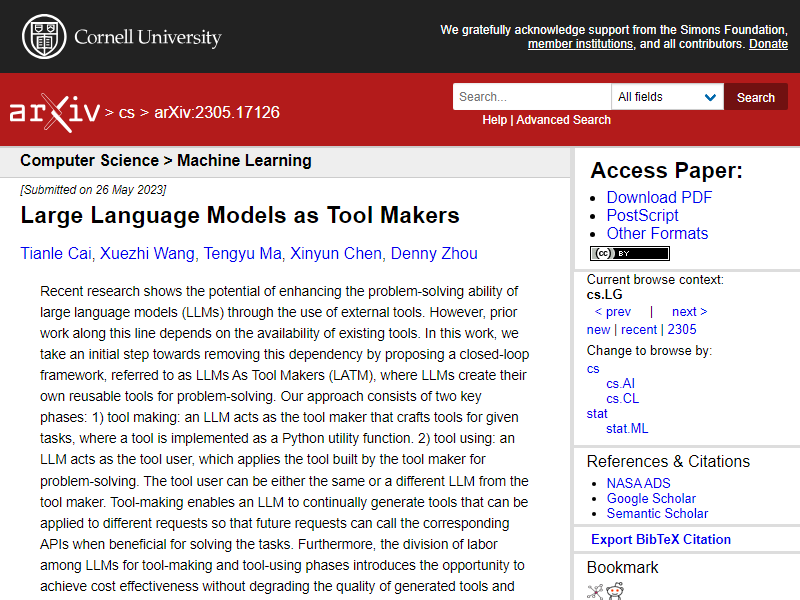 Cornell University
We gratefully acknowledge support from the Simons Foundation,
member institutions, and all contributors. Donate
arXiv > cs > arXiv:2305.17126
Search...
All fields
Search
Help | Advanced Search
Computer Science > Machine Learning
[Submitted on 26 May 2023]
Large Language Models as Tool Makers
Tianle Cai, Xuezhi Wang, Tengyu Ma, Xinyun Chen, Denny Zhou
Recent research shows the potential of enhancing the problem-solving ability of
large language models (LLMs) through the use of external tools. However, prior
work along this line depends on the availability of existing tools. In this work, we
take an initial step towards removing this dependency by proposing a closed-loop
framework, referred to as LLMs As Tool Makers (LATM), where LLMs create their
own reusable tools for problem-solving. Our approach consists of two key
phases: 1) tool making: an LLM acts as the tool maker that crafts tools for given
tasks, where a tool is implemented as a Python utility function. 2) tool using: an
LLM acts as the tool user, which applies the tool built by the tool maker for
problem-solving. The tool user can be either the same or a different LLM from the
tool maker. Tool-making enables an LLM to continually generate tools that can be
applied to different requests so that future requests can call the corresponding
APIs when beneficial for solving the tasks. Furthermore, the division of labor
among LLMs for tool-making and tool-using phases introduces the opportunity to
achieve cost effectiveness without degrading the quality of generated tools and
Access Paper:
Download PDF
PostScript
Other Formats
(cc) BY
Current browse context:
cs.LG
< prev | next >
new | recent | 2305
Change to browse by:
cs
cs.AI
cs.CL
stat
stat.ML
References & Citations
NASA ADS
Google Scholar
Semantic Scholar
Export BibTeX Citation
Bookmark